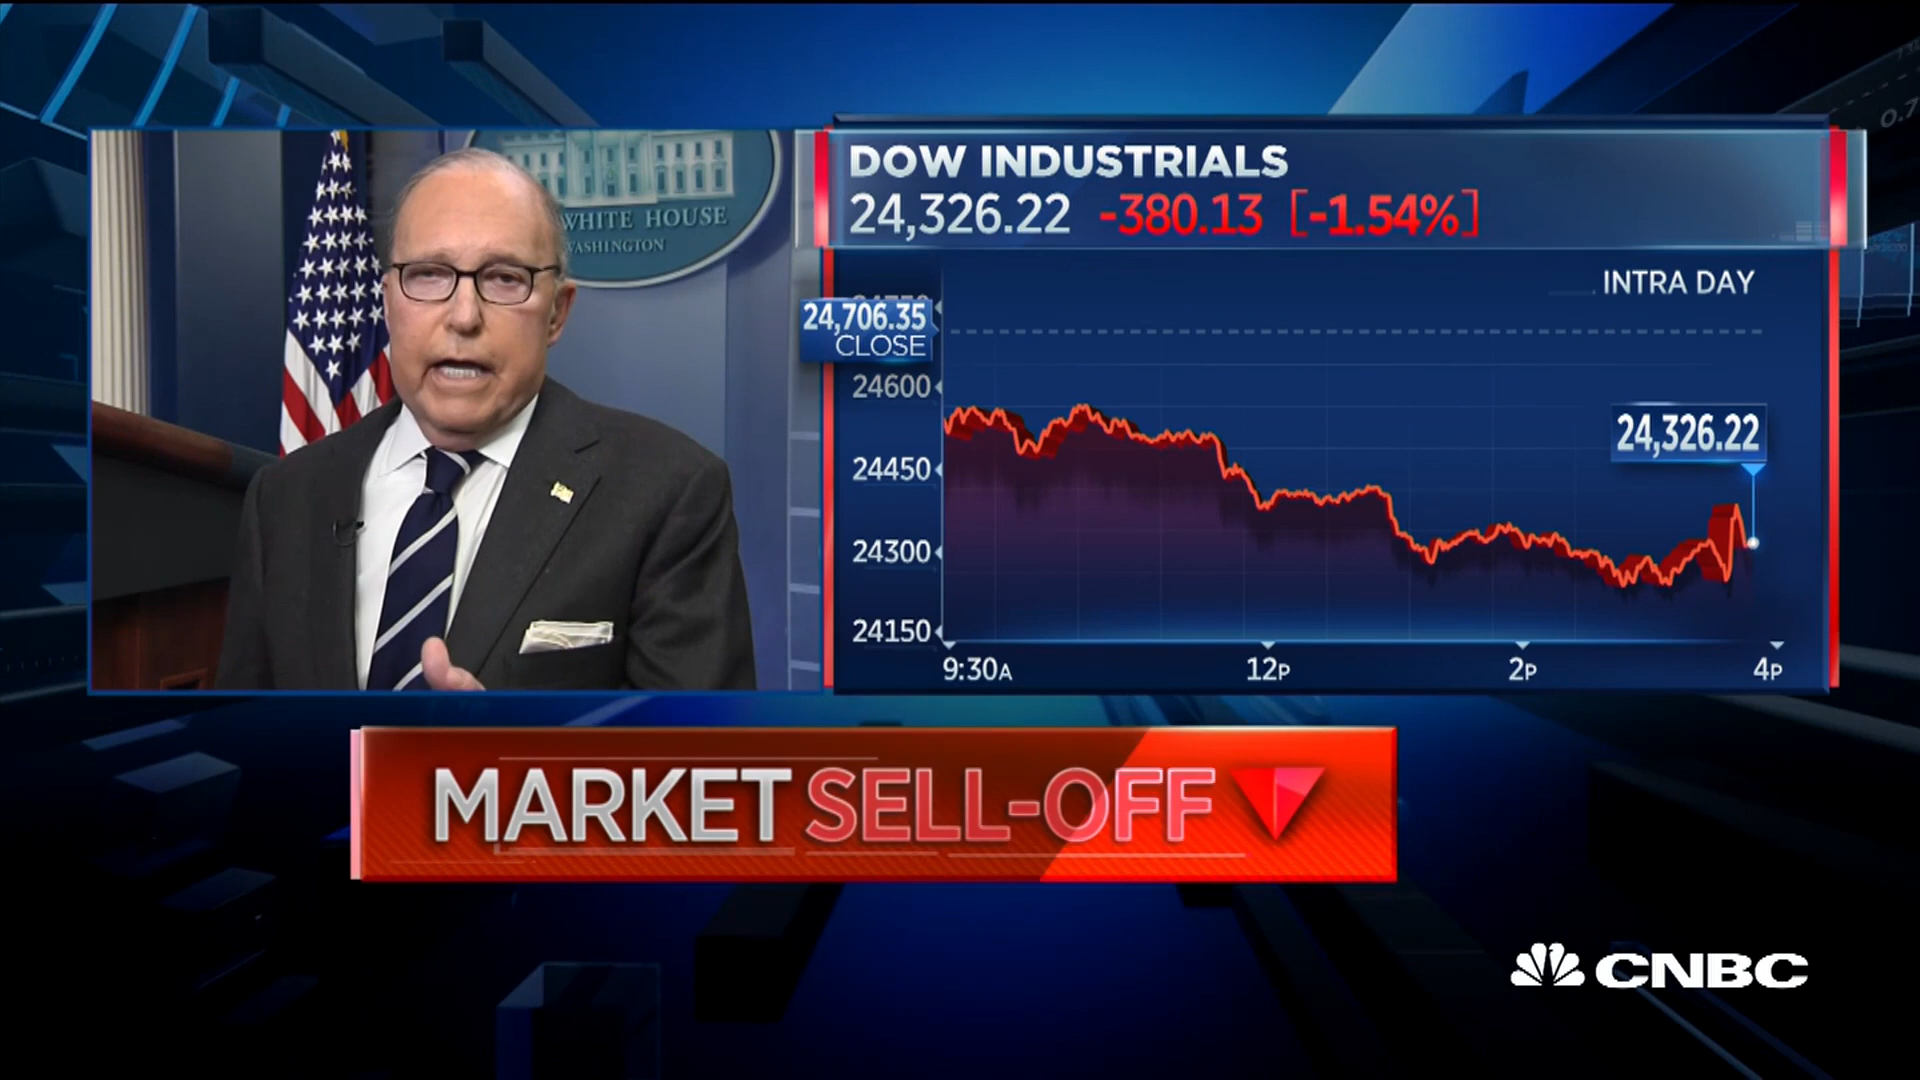 WHITE HOUSE
WASHINGTON
DOW INDUSTRIALS
24,326.22 -380.13 [-1.54%]
INTRA DAY
24,706.35
CLOSE
24600
24,326.22
24450
24300
24150
9:30A 12P 2P 4P
MARKET SELL-OFF
CNBC